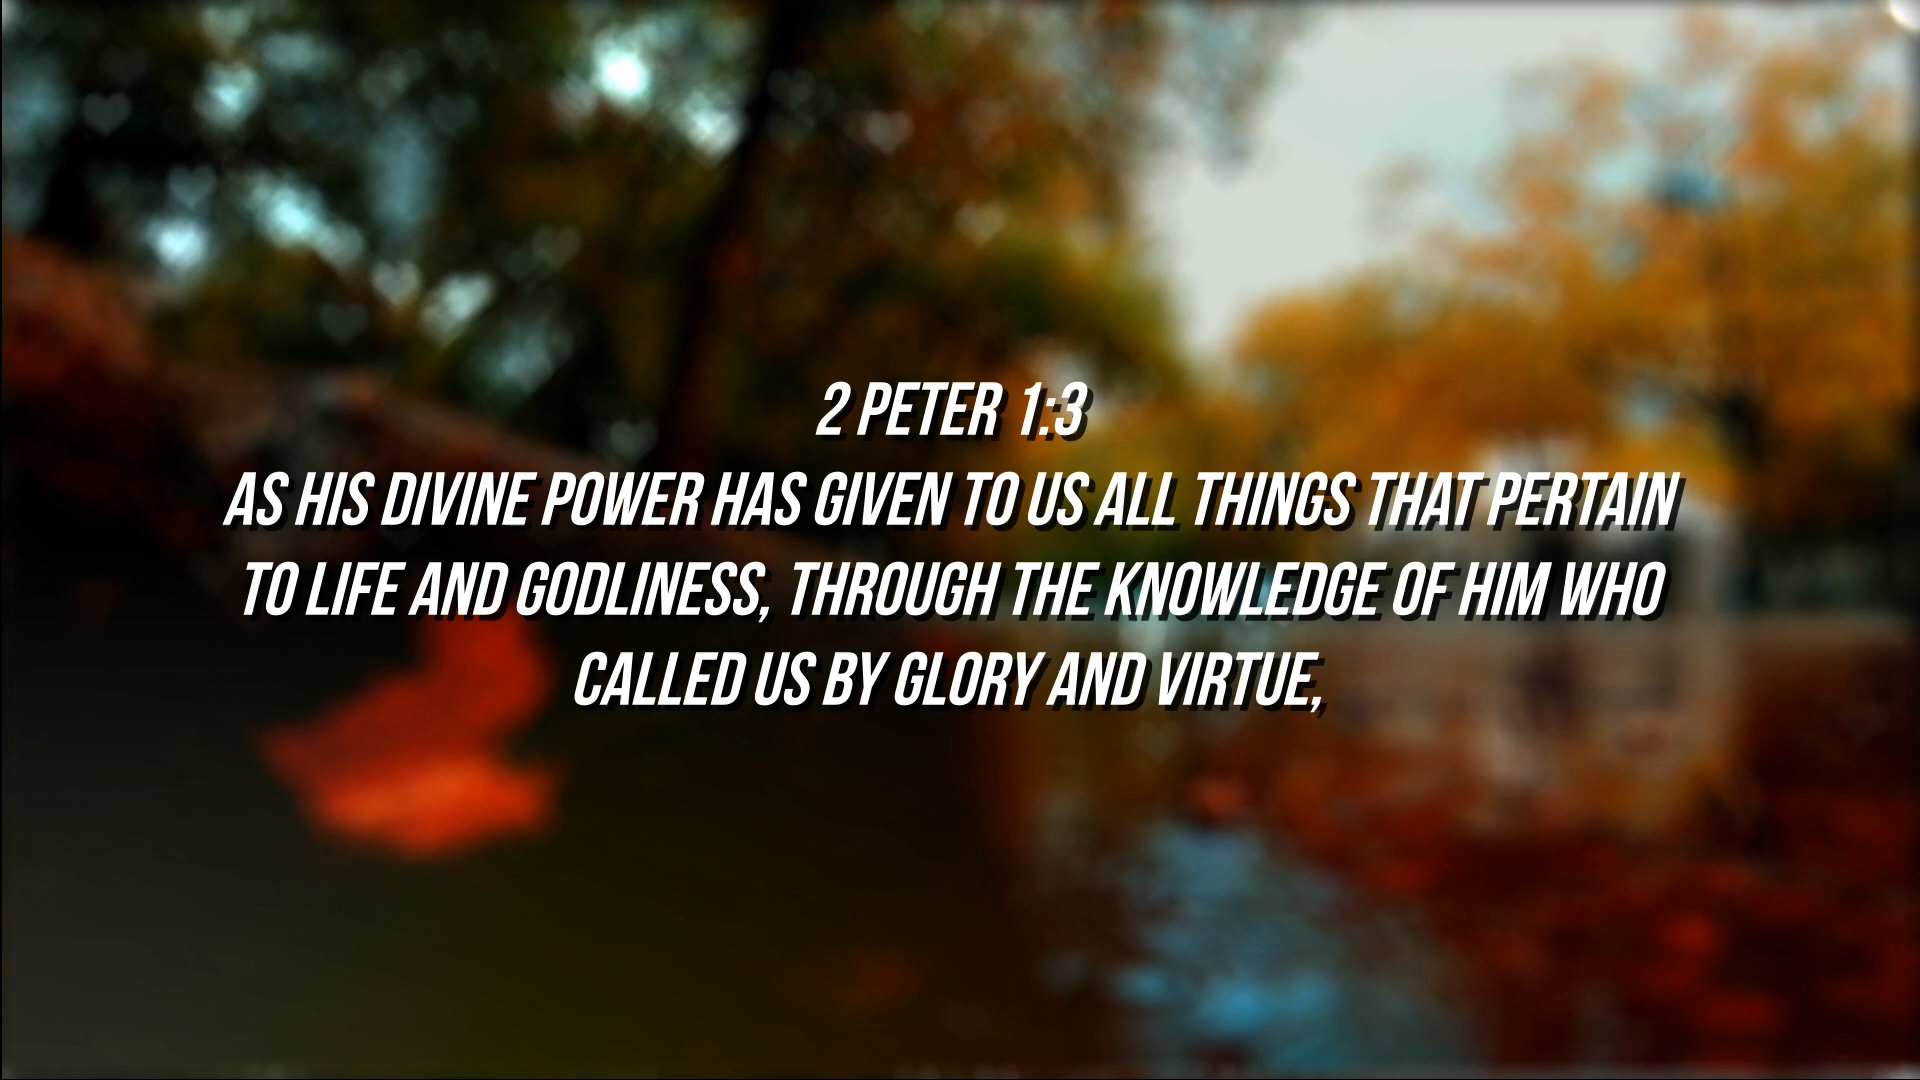 2 PETER 1:3
AS HIS DIVINE POWER HAS GIVEN TO US ALL THINGS THAT PERTAIN
TO LIFE AND GODLINESS, THROUGH THE KNOWLEDGE OF HIM WHO
CALLED US BY GLORY AND VIRTUE,